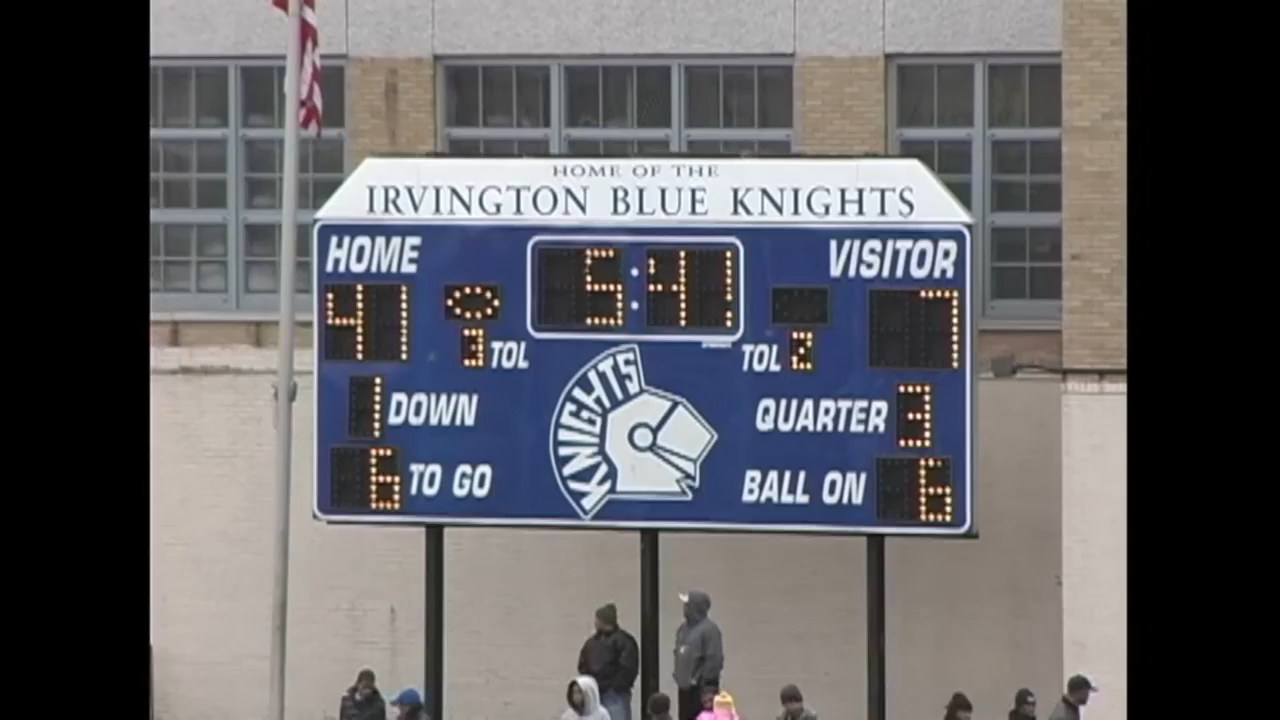 HOME OF THE
IRVINGTON BLUE KNIGHTS
HOME 5:41 VISITOR
41 7
3 TOL TOL 2
KNIGHTS
1 DOWN QUARTER 3
6 TO GO BALL ON 6